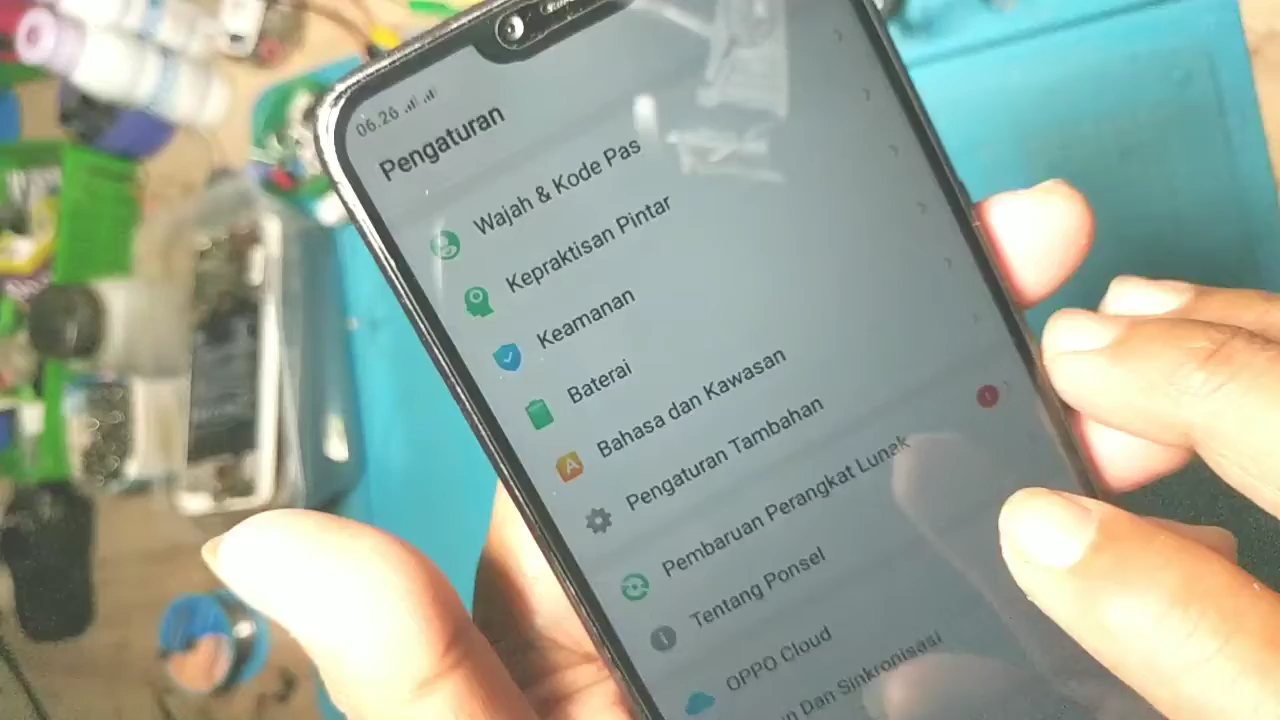 06.26
Pengaturan
Wajah & Kode Pas
Kepraktisan Pintar
Keamanan
Baterai
Bahasa dan Kawasan
Pengaturan Tambahan
Pembaruan Perangkat Lunak
1
Tentang Ponsel
OPPO Cloud
Dan Sinkronisasi